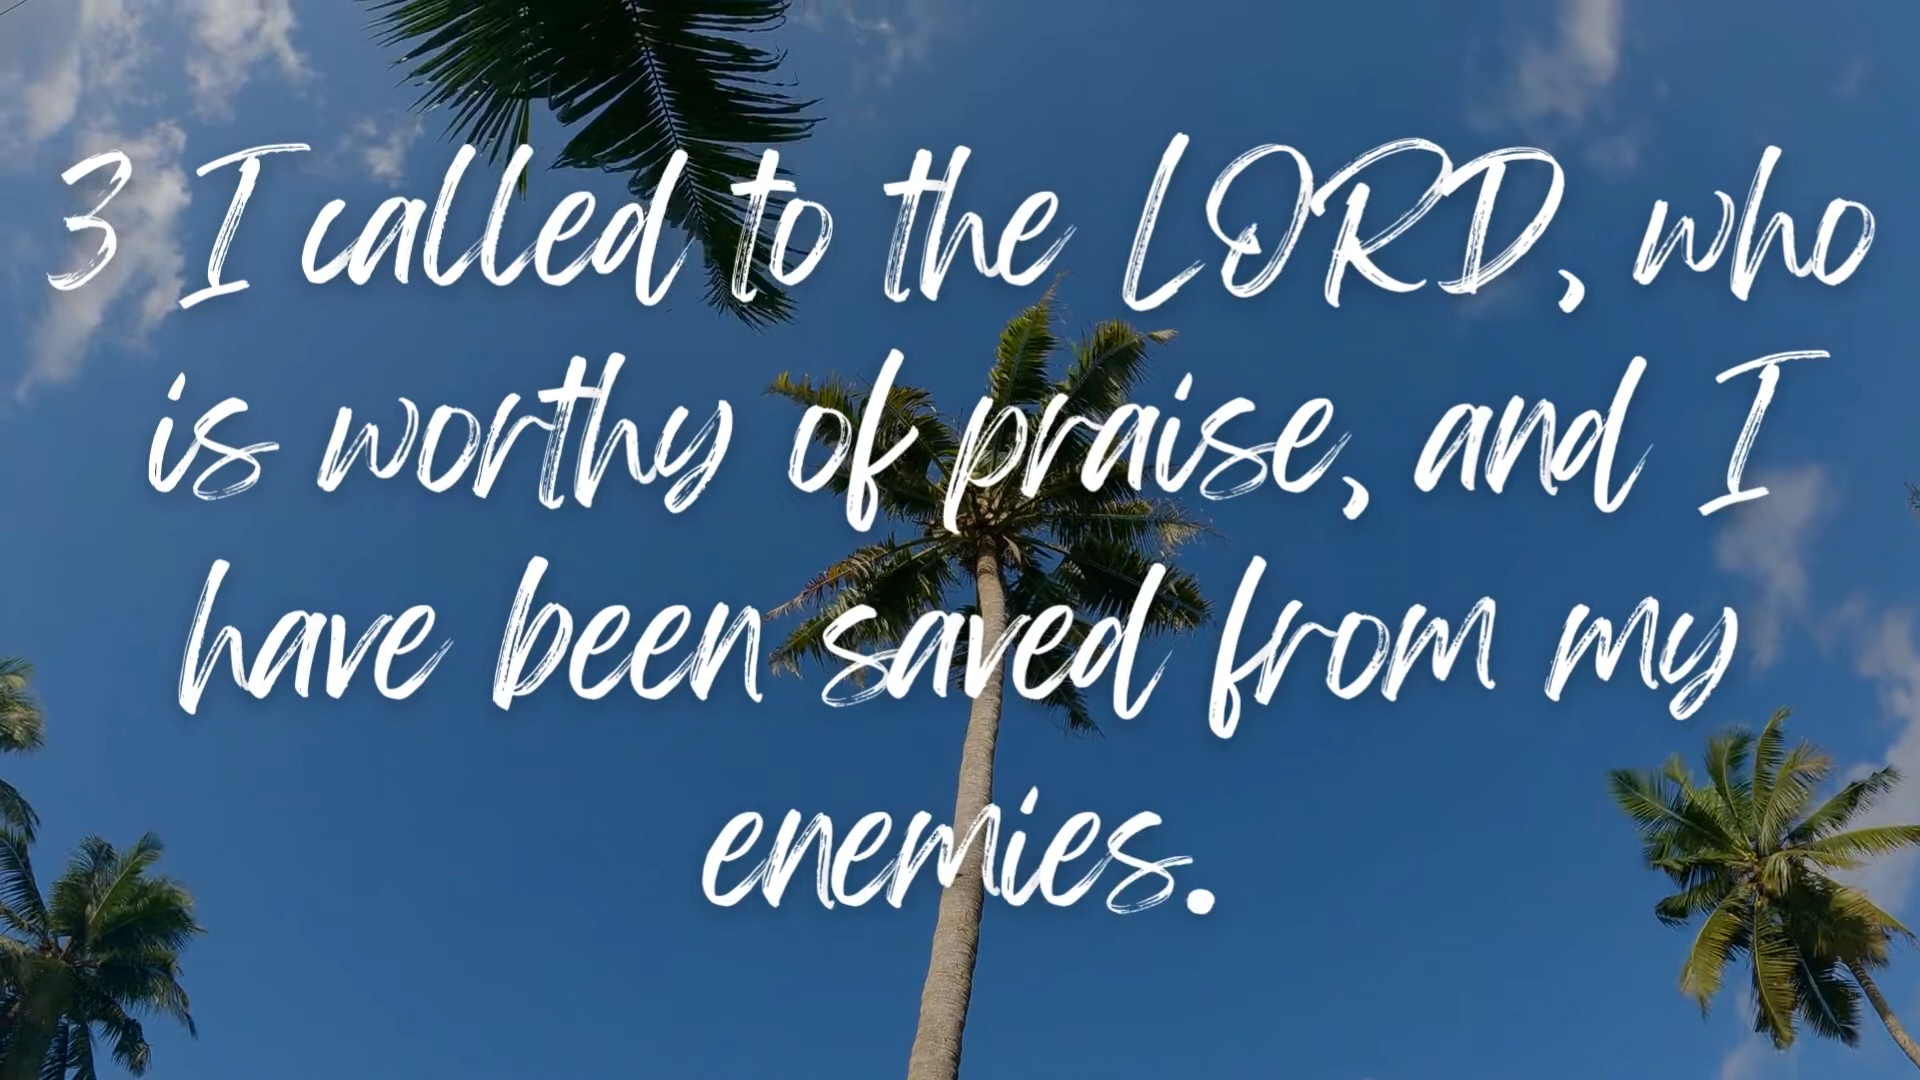 3 I called to the LORD, who
is worthy of praise, and I
have been saved from my
enemies.